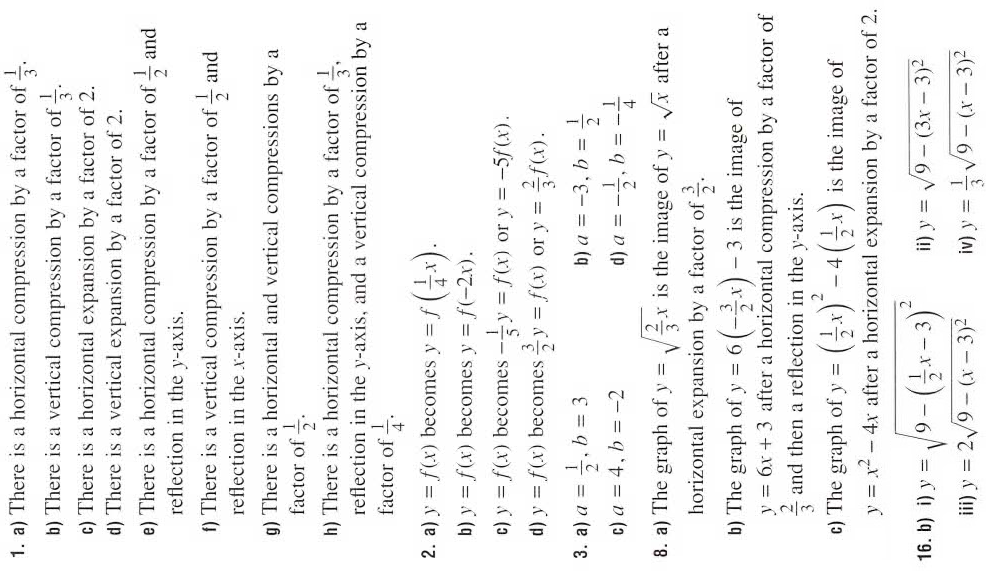 1. a) There is a horizontal compression by a factor of 1/3.
b) There is a vertical compression by a factor of 1/3.
c) There is a horizontal expansion by a factor of 2.
d) There is a vertical expansion by a factor of 2.
e) There is a horizontal compression by a factor of 1/2 and
reflection in the y-axis.
f) There is a vertical compression by a factor of 1/2 and
reflection in the x-axis.
g) There is a horizontal and vertical compressions by a
factor of 1/2.
h) There is a horizontal compression by a factor of 1/3,
reflection in the y-axis, and a vertical compression by a
factor of 1/4.
2. a) y = f(x) becomes y = f(1/4 x).
b) y = f(x) becomes y = f(−2x).
c) y = f(x) becomes −1/5 y = f(x) or y = −5f(x).
d) y = f(x) becomes 3/2 y = f(x) or y = 2/3 f(x).
3. a) a = 1/2, b = 3 b) a = −3, b = 1/2
c) a = 4, b = −2 d) a = −1/2, b = −1/4
8. a) The graph of y = √(2/3 x) is the image of y = √x after a
horizontal expansion by a factor of 3/2.
b) The graph of y = 6(−3/2 x) − 3 is the image of
y = 6x + 3 after a horizontal compression by a factor of
2/3 and then a reflection in the y-axis.
c) The graph of y = (1/2 x)² − 4(1/2 x) is the image of
y = x² − 4x after a horizontal expansion by a factor of 2.
16. b) i) y = √(9 − (1/2 x − 3)²) ii) y = √(9 − (3x − 3)²)
iii) y = 2√(9 − (x − 3)²) iv) y = 1/3 √(9 − (x − 3)²)